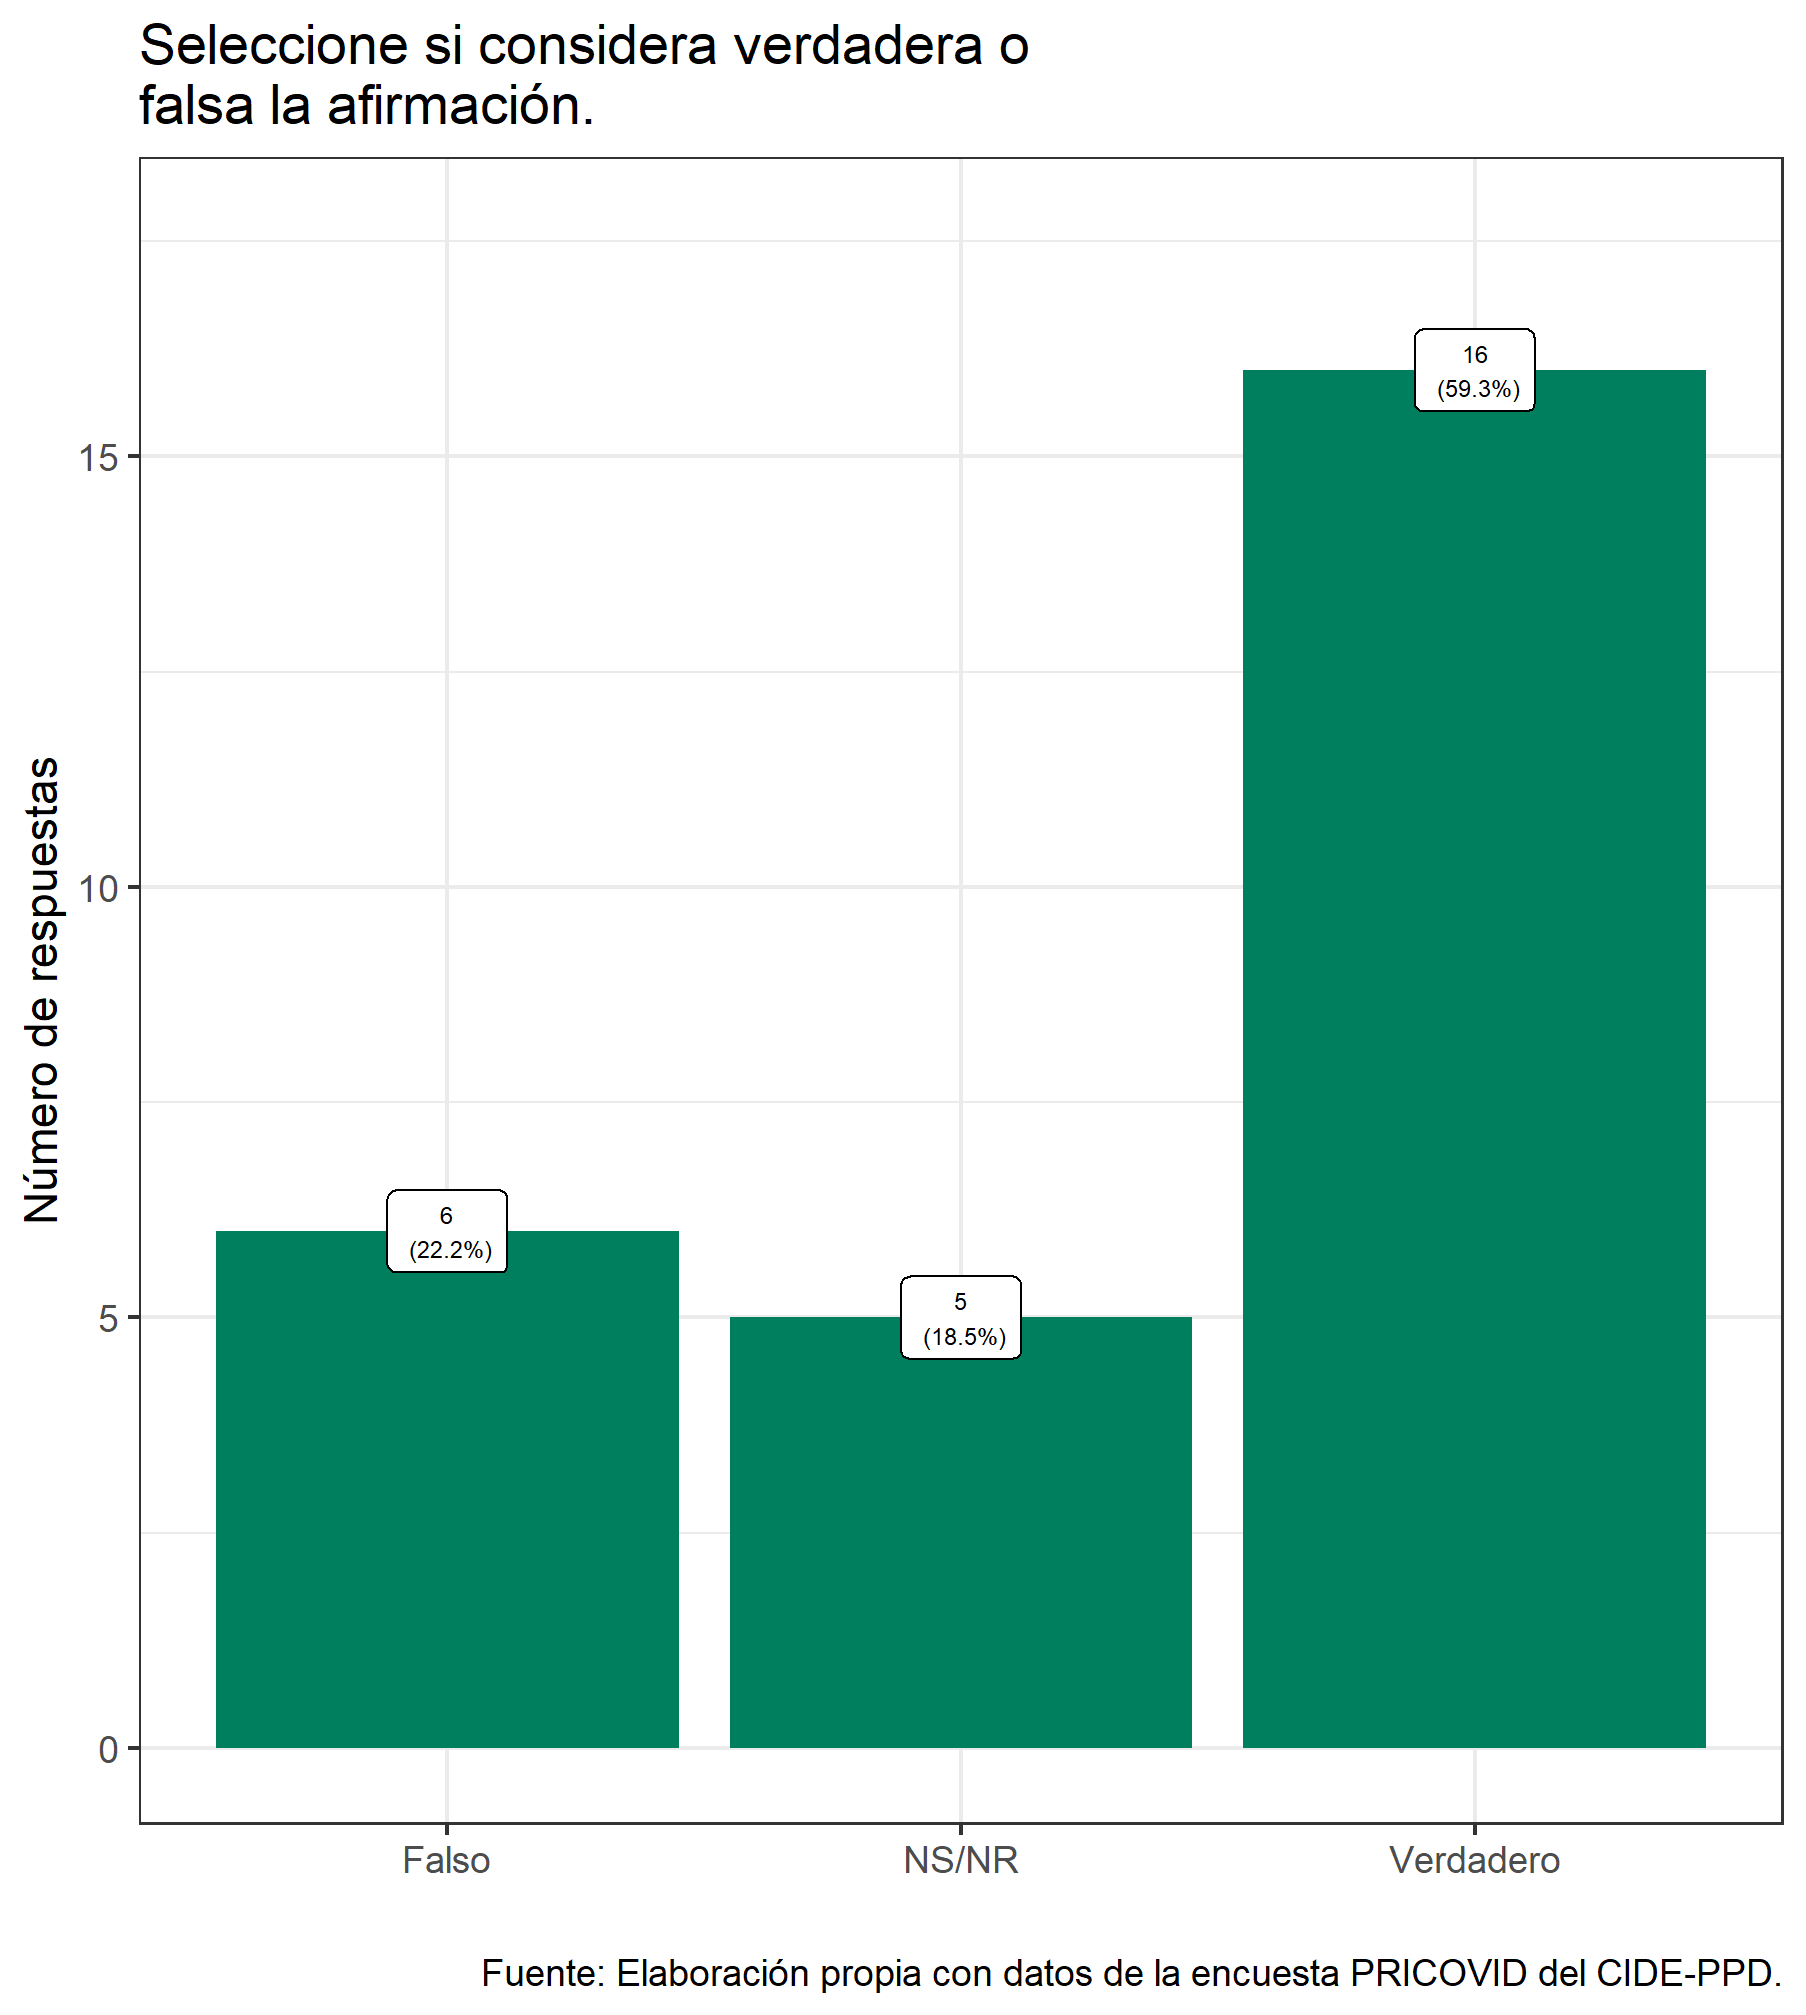 Seleccione si considera verdadera o
falsa la afirmación.
Número de respuestas
15
10
5
0
16
(59.3%)
6
(22.2%)
5
(18.5%)
Falso
NS/NR
Verdadero
Fuente: Elaboración propia con datos de la encuesta PRICOVID del CIDE-PPD.